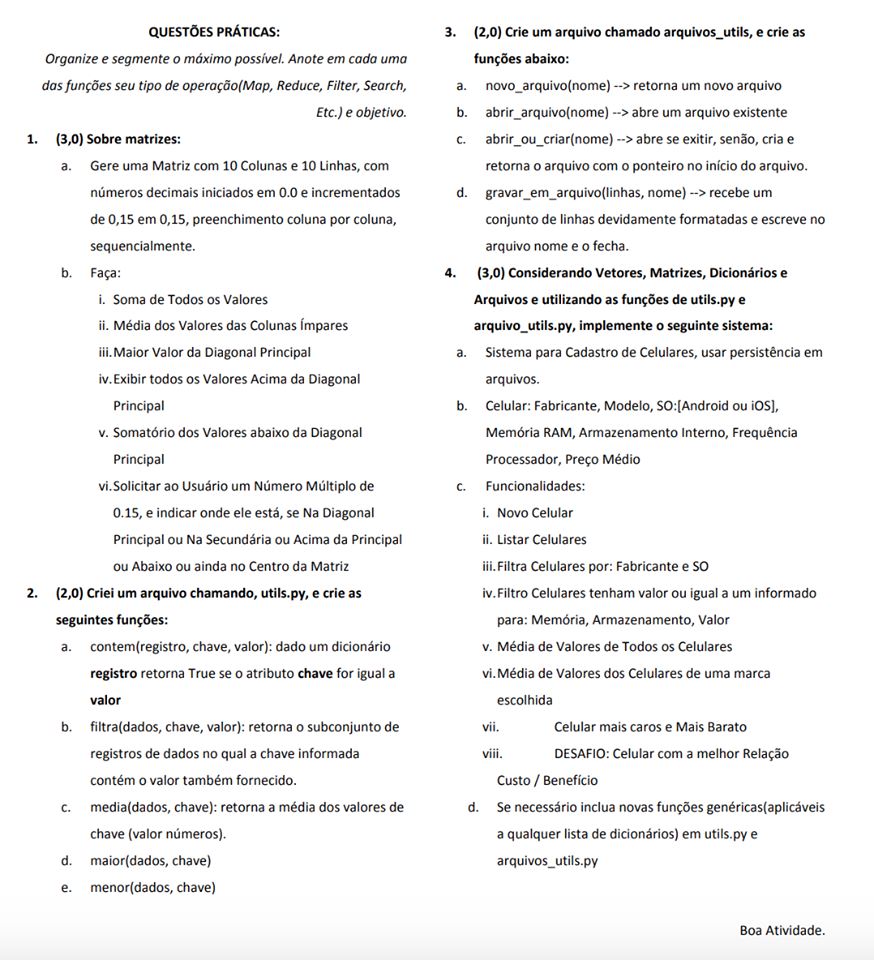 QUESTÕES PRÁTICAS:
Organize e segmente o máximo possível. Anote em cada uma
das funções seu tipo de operação(Map, Reduce, Filter, Search,
Etc.) e objetivo.
1. (3,0) Sobre matrizes:
a. Gere uma Matriz com 10 Colunas e 10 Linhas, com
números decimais iniciados em 0.0 e incrementados
de 0,15 em 0,15, preenchimento coluna por coluna,
sequencialmente.
b. Faça:
i. Soma de Todos os Valores
ii. Média dos Valores das Colunas Ímpares
iii. Maior Valor da Diagonal Principal
iv. Exibir todos os Valores Acima da Diagonal
Principal
v. Somatório dos Valores abaixo da Diagonal
Principal
vi. Solicitar ao Usuário um Número Múltiplo de
0.15, e indicar onde ele está, se Na Diagonal
Principal ou Na Secundária ou Acima da Principal
ou Abaixo ou ainda no Centro da Matriz
2. (2,0) Criei um arquivo chamando, utils.py, e crie as
seguintes funções:
a. contem(registro, chave, valor): dado um dicionário
registro retorna True se o atributo chave for igual a
valor
b. filtra(dados, chave, valor): retorna o subconjunto de
registros de dados no qual a chave informada
contém o valor também fornecido.
c. media(dados, chave): retorna a média dos valores de
chave (valor números).
d. maior(dados, chave)
e. menor(dados, chave)
3. (2,0) Crie um arquivo chamado arquivos_utils, e crie as
funções abaixo:
a. novo_arquivo(nome) --> retorna um novo arquivo
b. abrir_arquivo(nome) --> abre um arquivo existente
c. abrir_ou_criar(nome) --> abre se exitir, senão, cria e
retorna o arquivo com o ponteiro no início do arquivo.
d. gravar_em_arquivo(linhas, nome) --> recebe um
conjunto de linhas devidamente formatadas e escreve no
arquivo nome e o fecha.
4. (3,0) Considerando Vetores, Matrizes, Dicionários e
Arquivos e utilizando as funções de utils.py e
arquivo_utils.py, implemente o seguinte sistema:
a. Sistema para Cadastro de Celulares, usar persistência em
arquivos.
b. Celular: Fabricante, Modelo, SO:[Android ou iOS],
Memória RAM, Armazenamento Interno, Frequência
Processador, Preço Médio
c. Funcionalidades:
i. Novo Celular
ii. Listar Celulares
iii. Filtra Celulares por: Fabricante e SO
iv. Filtro Celulares tenham valor ou igual a um informado
para: Memória, Armazenamento, Valor
v. Média de Valores de Todos os Celulares
vi. Média de Valores dos Celulares de uma marca
escolhida
vii. Celular mais caros e Mais Barato
viii. DESAFIO: Celular com a melhor Relação
Custo / Benefício
d. Se necessário inclua novas funções genéricas(aplicáveis
a qualquer lista de dicionários) em utils.py e
arquivos_utils.py
Boa Atividade.